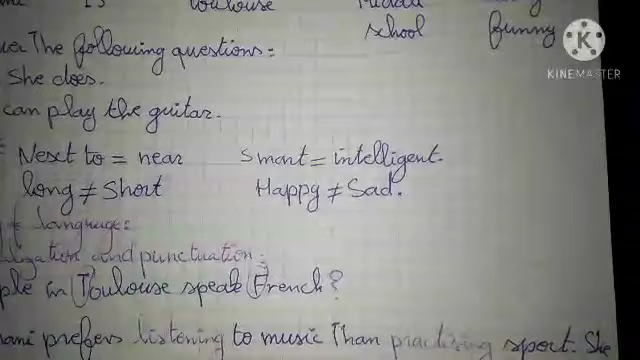 Toulouse
school funny
The following questions:
She does.
can play the guitar.
Next to = near Smart = intelligent.
long ≠ Short Happy ≠ Sad.
language:
and punctuation:
in Toulouse speak French?
prefers listening to music Than practising sport. She
KINEMASTER